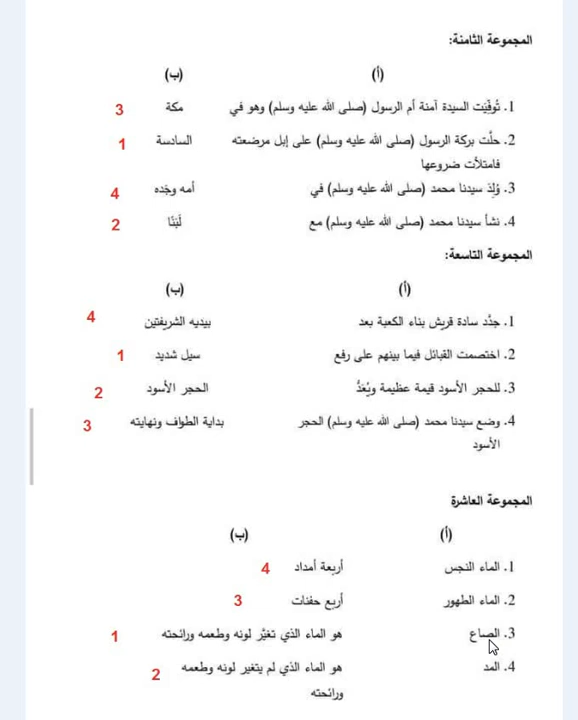 المجموعة الثامنة:
(أ) (ب)
1. تُوفِّيَت السيدة آمنة أم الرسول (صلى الله عليه وسلم) وهو في مكة 3
2. حلَّت بركة الرسول (صلى الله عليه وسلم) على إبل مرضعته السادسة 1
فامتلأت ضروعها
3. وُلِدَ سيدنا محمد (صلى الله عليه وسلم) في أمه وجَده 4
4. نشأ سيدنا محمد (صلى الله عليه وسلم) مع لَبَنًا 2
المجموعة التاسعة:
(أ) (ب)
1. جدَّد سادة قريش بناء الكعبة بعد بيديه الشريفتين 4
2. اختصمت القبائل فيما بينهم على رفع سيل شديد 1
3. للحجر الأسود قيمة عظيمة ويُعَدُّ الحجر الأسود 2
4. وضع سيدنا محمد (صلى الله عليه وسلم) الحجر بداية الطواف ونهايته 3
الأسود
المجموعة العاشرة
(أ) (ب)
1. الماء النجس أربعة أمداد 4
2. الماء الطهور أربع حفنات 3
3. الصاع هو الماء الذي تغيَّر لونه وطعمه ورائحته 1
4. المد هو الماء الذي لم يتغير لونه وطعمه 2
ورائحته